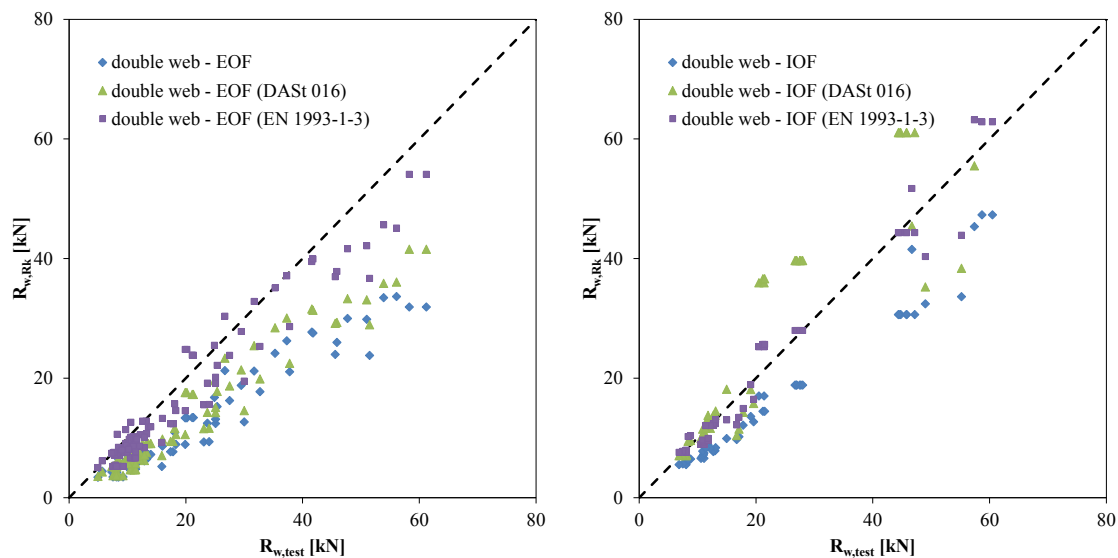 80
60
40
20
0
0 20 40 60 80
R_w,Rk [kN]
R_w,test [kN]
double web - EOF
double web - EOF (DASt 016)
double web - EOF (EN 1993-1-3)
80
60
40
20
0
0 20 40 60 80
R_w,Rk [kN]
R_w,test [kN]
double web - IOF
double web - IOF (DASt 016)
double web - IOF (EN 1993-1-3)